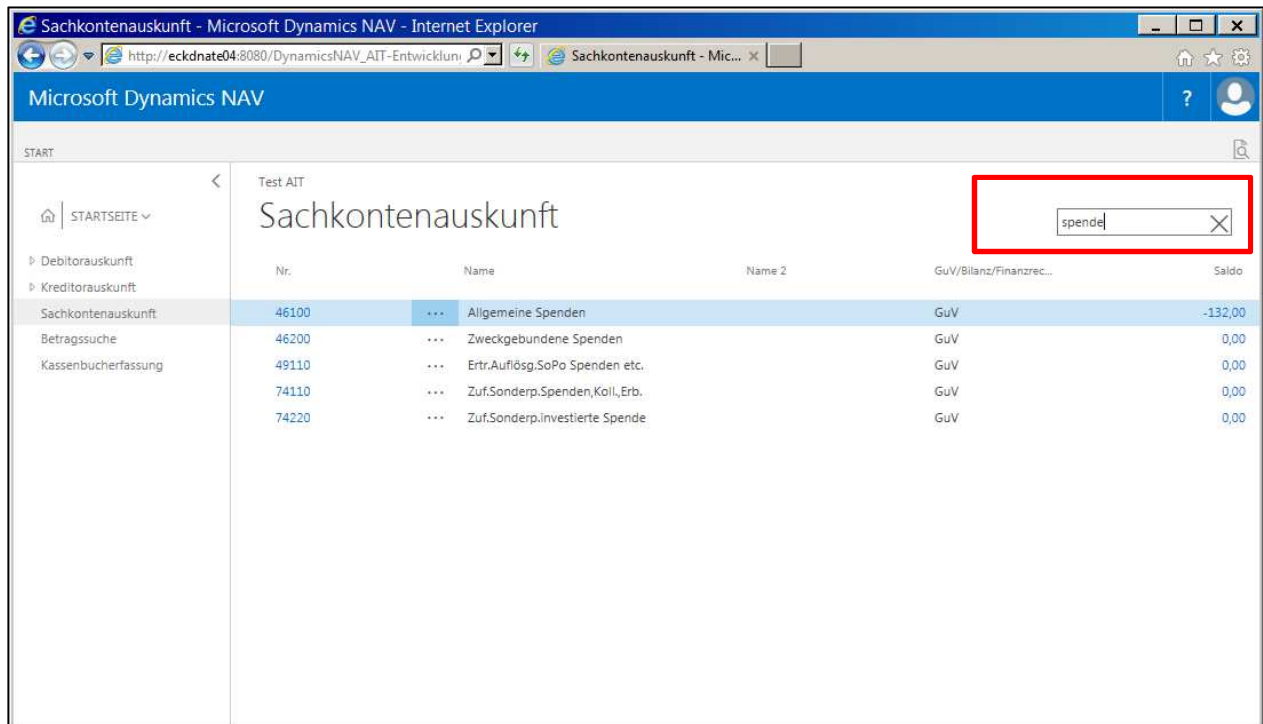 Sachkontenauskunft - Microsoft Dynamics NAV - Internet Explorer
http://eckdnate04:8080/DynamicsNAV_AIT-Entwicklun Sachkontenauskunft - Mic...
Microsoft Dynamics NAV ?
START
Test AIT
Sachkontenauskunft
spende
STARTSEITE
Debitorauskunft
Kreditorauskunft
Sachkontenauskunft
Betragssuche
Kassenbucherfassung
Nr. Name Name 2 GuV/Bilanz/Finanzrec... Saldo
46100 ... Allgemeine Spenden GuV -132,00
46200 ... Zweckgebundene Spenden GuV 0,00
49110 ... Ertr.Auflösg.SoPo Spenden etc. GuV 0,00
74110 ... Zuf.Sonderp.Spenden,Koll.,Erb. GuV 0,00
74220 ... Zuf.Sonderp.investierte Spende GuV 0,00